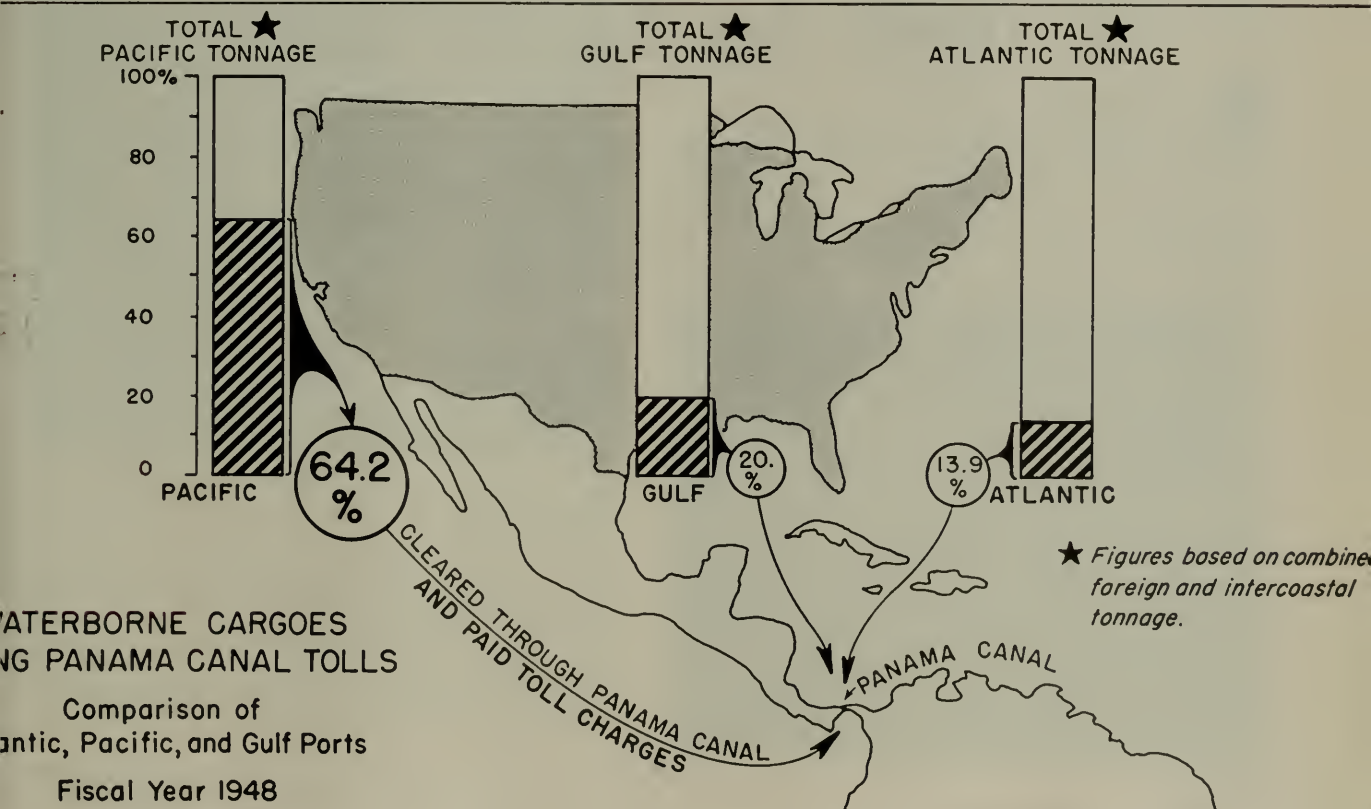 TOTAL ★
PACIFIC TONNAGE
TOTAL ★
GULF TONNAGE
TOTAL ★
ATLANTIC TONNAGE
100%
80
60
40
20
0
PACIFIC
GULF
ATLANTIC
64.2
%
20.
%
13.9
%
CLEARED THROUGH PANAMA CANAL
AND PAID TOLL CHARGES
PANAMA CANAL
★ Figures based on combined
foreign and intercoastal
tonnage.
ATERBORNE CARGOES
NG PANAMA CANAL TOLLS
Comparison of
antic, Pacific, and Gulf Ports
Fiscal Year 1948